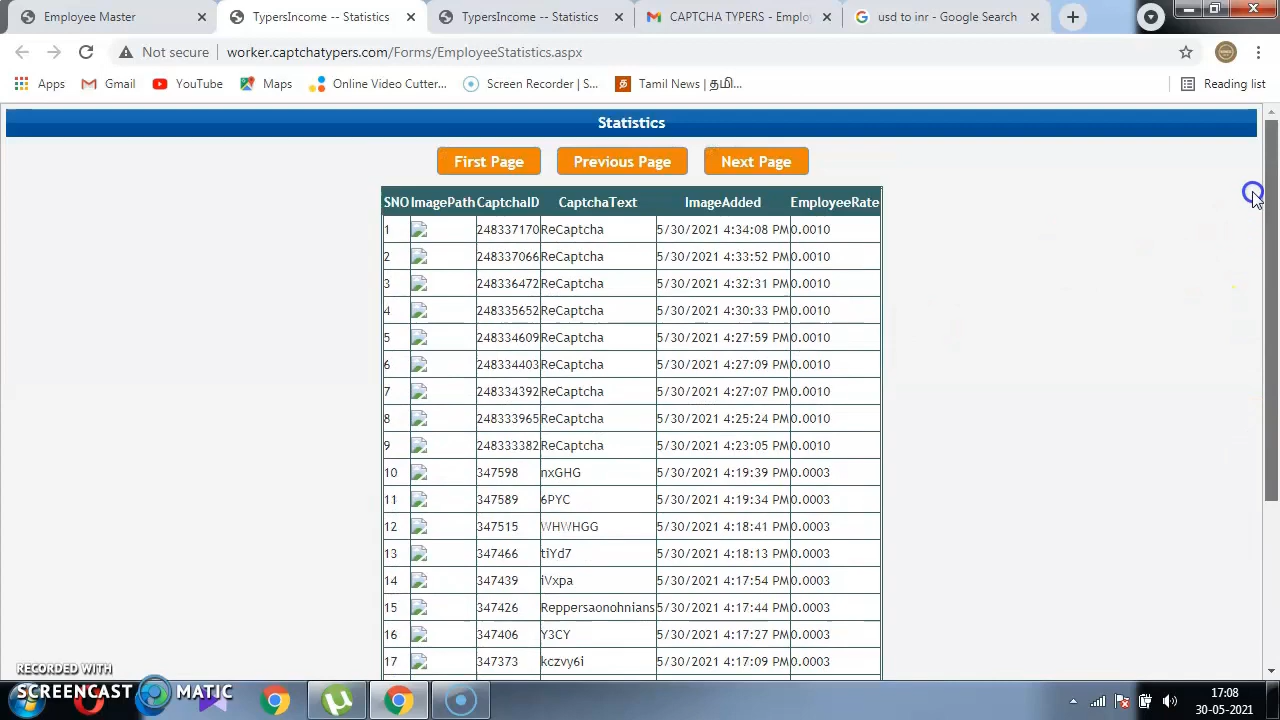 Employee Master
TypersIncome -- Statistics
TypersIncome -- Statistics
CAPTCHA TYPERS - Emplo
usd to inr - Google Search
Not secure
worker.captchatypers.com/Forms/EmployeeStatistics.aspx
Apps
Gmail
YouTube
Maps
Online Video Cutter...
Screen Recorder | S...
Tamil News | தமி...
Reading list
Statistics
First Page
Previous Page
Next Page
SNO ImagePath CaptchaID CaptchaText ImageAdded EmployeeRate
1 248337170 ReCaptcha 5/30/2021 4:34:08 PM 0.0010
2 248337066 ReCaptcha 5/30/2021 4:33:52 PM 0.0010
3 248336472 ReCaptcha 5/30/2021 4:32:31 PM 0.0010
4 248335652 ReCaptcha 5/30/2021 4:30:33 PM 0.0010
5 248334609 ReCaptcha 5/30/2021 4:27:59 PM 0.0010
6 248334403 ReCaptcha 5/30/2021 4:27:09 PM 0.0010
7 248334392 ReCaptcha 5/30/2021 4:27:07 PM 0.0010
8 248333965 ReCaptcha 5/30/2021 4:25:24 PM 0.0010
9 248333382 ReCaptcha 5/30/2021 4:23:05 PM 0.0010
10 347598 nxGHG 5/30/2021 4:19:39 PM 0.0003
11 347589 6PYC 5/30/2021 4:19:34 PM 0.0003
12 347515 WHWHGG 5/30/2021 4:18:41 PM 0.0003
13 347466 tiYd7 5/30/2021 4:18:13 PM 0.0003
14 347439 iVxpa 5/30/2021 4:17:54 PM 0.0003
15 347426 Reppersaonohnians 5/30/2021 4:17:44 PM 0.0003
16 347406 Y3CY 5/30/2021 4:17:27 PM 0.0003
17 347373 kczvy6i 5/30/2021 4:17:09 PM 0.0003
RECORDED WITH
SCREENCAST MATIC
17:08
30-05-2021